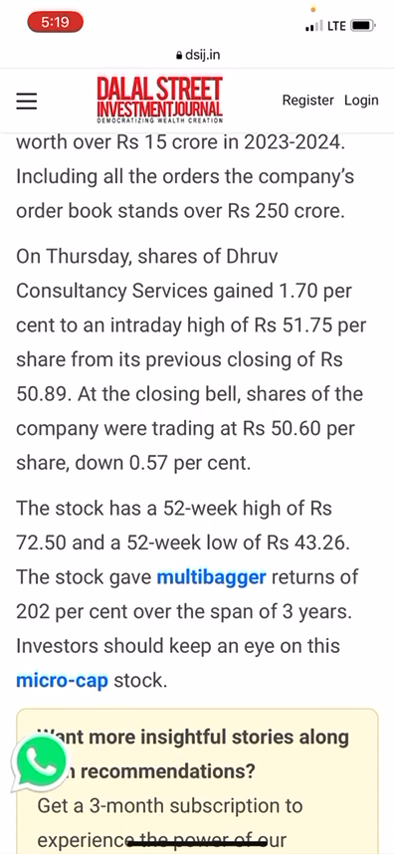 5:19
LTE
dsij.in
DALAL STREET
INVESTMENT JOURNAL
DEMOCRATIZING WEALTH CREATION
Register Login
worth over Rs 15 crore in 2023-2024.
Including all the orders the company's
order book stands over Rs 250 crore.
On Thursday, shares of Dhruv
Consultancy Services gained 1.70 per
cent to an intraday high of Rs 51.75 per
share from its previous closing of Rs
50.89. At the closing bell, shares of the
company were trading at Rs 50.60 per
share, down 0.57 per cent.
The stock has a 52-week high of Rs
72.50 and a 52-week low of Rs 43.26.
The stock gave multibagger returns of
202 per cent over the span of 3 years.
Investors should keep an eye on this
micro-cap stock.
Want more insightful stories along
recommendations?
Get a 3-month subscription to
experience the power of our